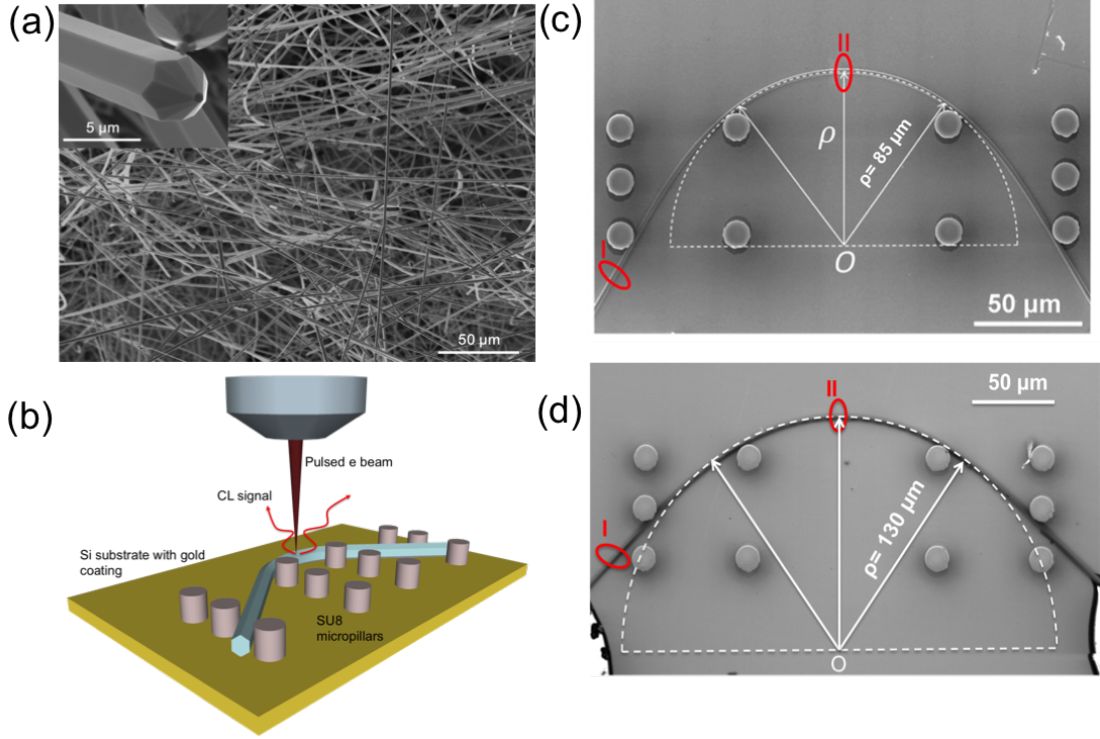 (a)
5 µm
50 µm
(b)
Pulsed e beam
CL signal
Si substrate with gold
coating
SU8
micropillars
(c)
II
ρ
ρ= 85 µm
I
O
50 µm
(d)
50 µm
II
I
ρ= 130 µm
O